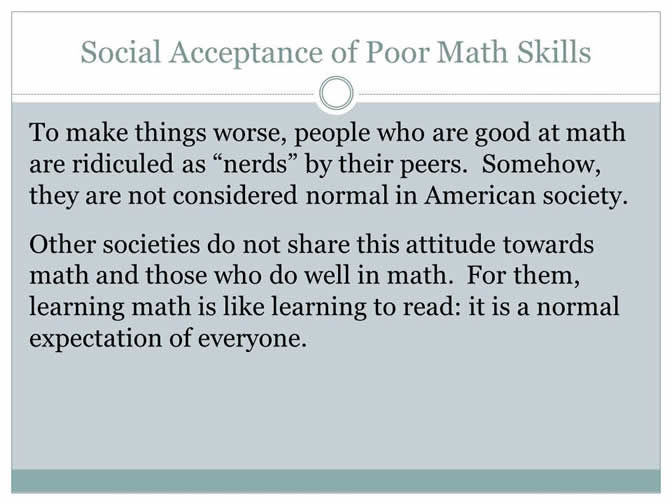 Social Acceptance of Poor Math Skills
To make things worse, people who are good at math
are ridiculed as “nerds” by their peers.  Somehow,
they are not considered normal in American society.
Other societies do not share this attitude towards
math and those who do well in math.  For them,
learning math is like learning to read: it is a normal
expectation of everyone.